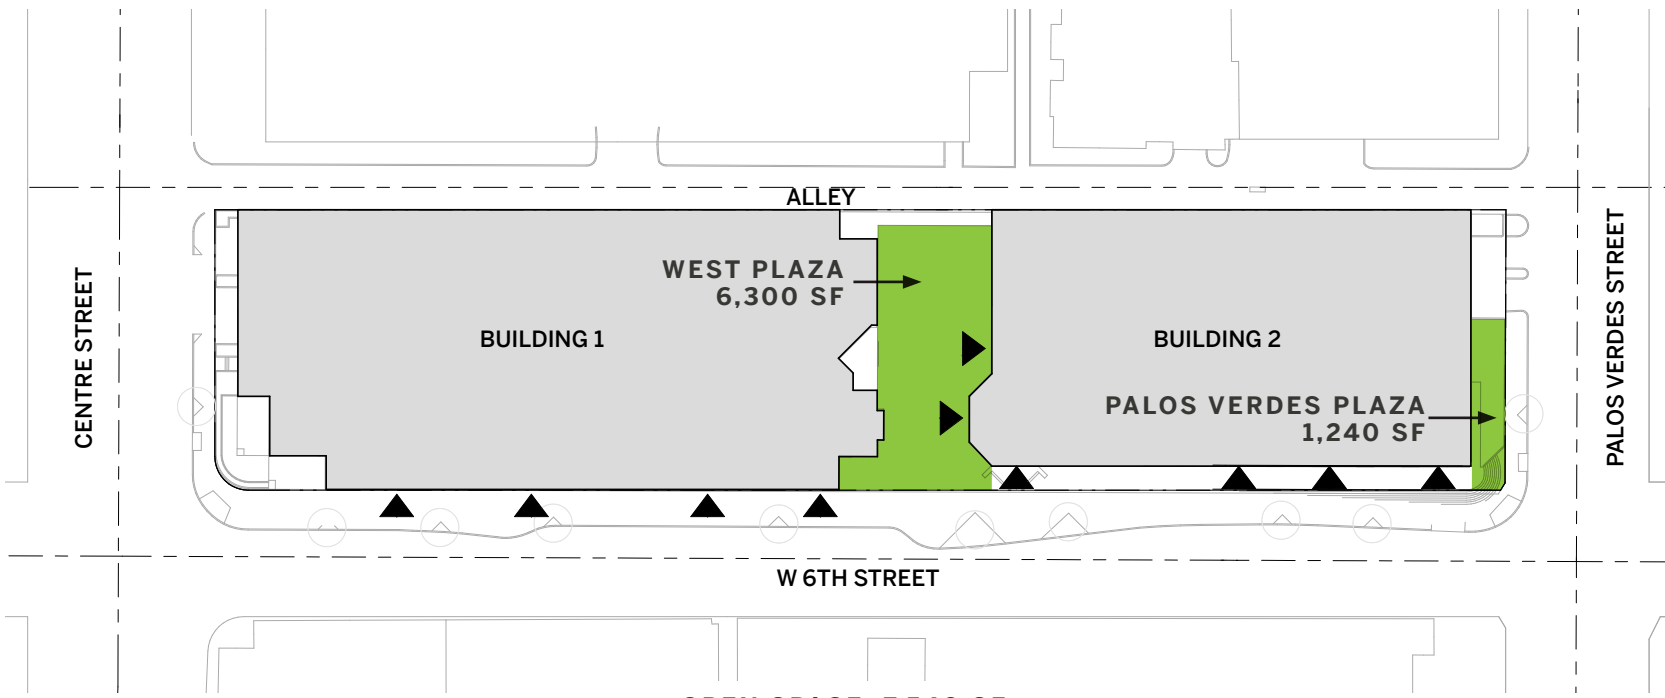 ALLEY
WEST PLAZA
6,300 SF
BUILDING 1
BUILDING 2
PALOS VERDES PLAZA
1,240 SF
CENTRE STREET
PALOS VERDES STREET
W 6TH STREET